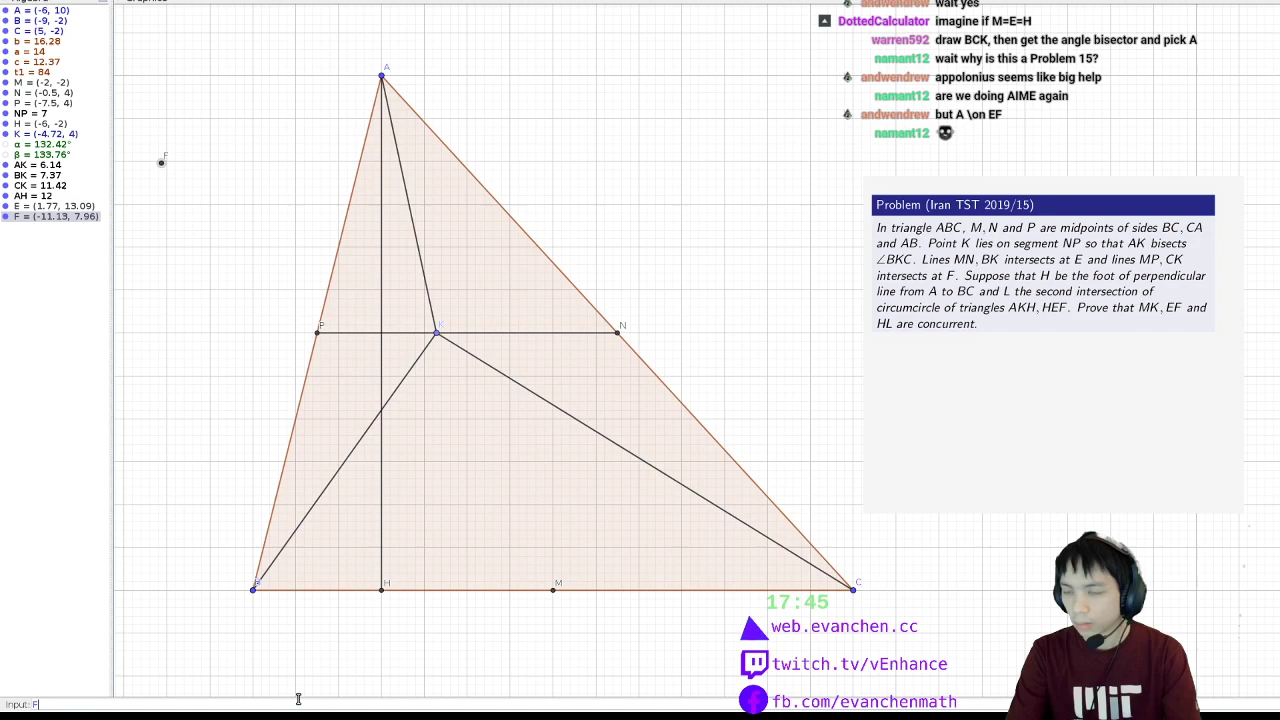 Graphics
A = (-6, 10)
B = (-9, -2)
C = (5, -2)
b = 16.28
a = 14
c = 12.37
t1 = 84
M = (-2, -2)
N = (-0.5, 4)
P = (-7.5, 4)
NP = 7
H = (-6, -2)
K = (-4.72, 4)
α = 132.42°
β = 133.76°
AK = 6.14
BK = 7.37
CK = 11.42
AH = 12
E = (1.77, 13.09)
F = (-11.13, 7.96)
A
F
P
K
N
H
M
C
andwendrew wait yes
DottedCalculator imagine if M=E=H
warren592 draw BCK, then get the angle bisector and pick A
namant12 wait why is this a Problem 15?
andwendrew appolonius seems like big help
namant12 are we doing AIME again
andwendrew but A \on EF
namant12
Problem (Iran TST 2019/15)
In triangle ABC, M, N and P are midpoints of sides BC, CA
and AB. Point K lies on segment NP so that AK bisects
∠BKC. Lines MN, BK intersects at E and lines MP, CK
intersects at F. Suppose that H be the foot of perpendicular
line from A to BC and L the second intersection of
circumcircle of triangles AKH, HEF. Prove that MK, EF and
HL are concurrent.
17:45
web.evanchen.cc
twitch.tv/vEnhance
fb.com/evanchenmath
MIT
Input: F